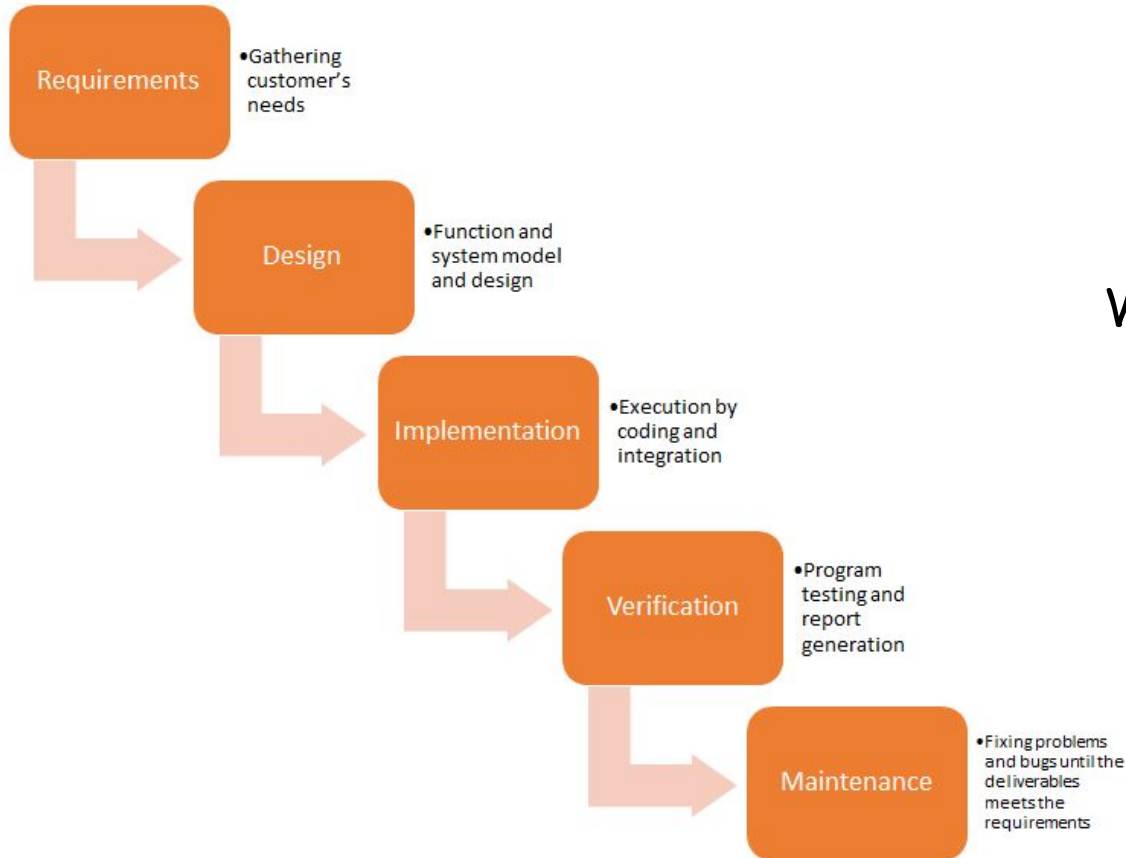 Requirements
•Gathering
customer's
needs
Design
•Function and
system model
and design
Implementation
•Execution by
coding and
integration
Verification
•Program
testing and
report
generation
Maintenance
•Fixing problems
and bugs until the
deliverables
meets the
requirements